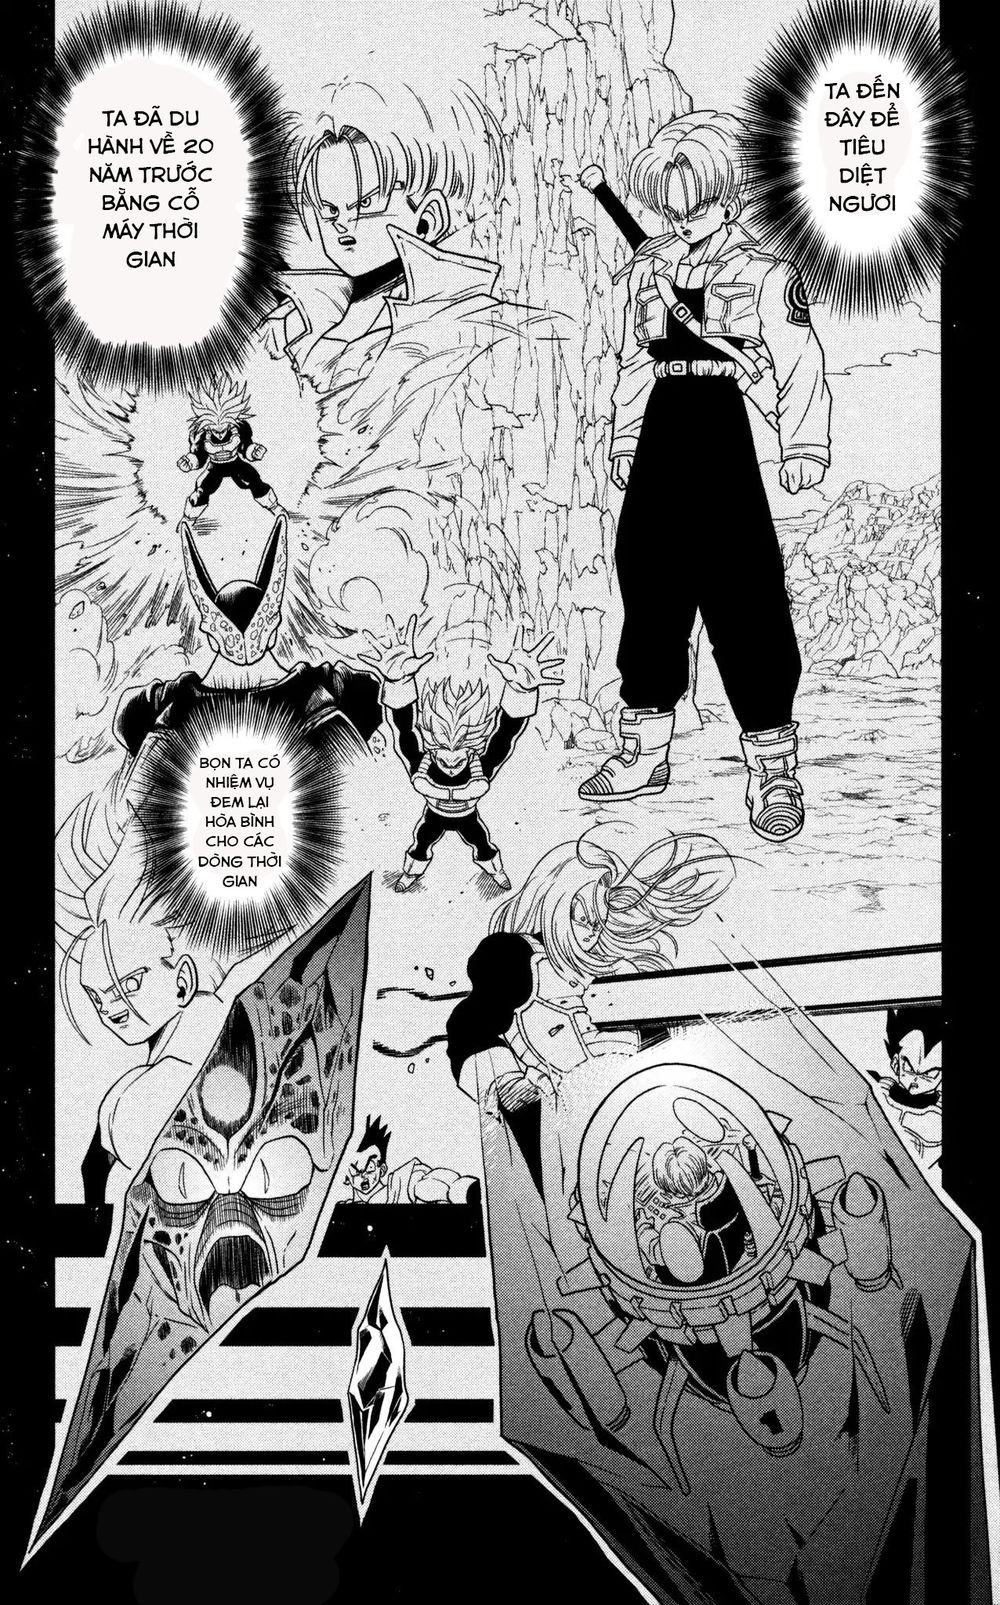 TA ĐẾN
ĐÂY ĐỂ
TIÊU
DIỆT
NGƯƠI
TA ĐÃ DU
HÀNH VỀ 20
NĂM TRƯỚC
BẰNG CỖ
MÁY THỜI
GIAN
BỌN TA CÓ
NHIỆM VỤ
ĐEM LẠI
HÒA BÌNH
CHO CÁC
DÒNG THỜI
GIAN
1